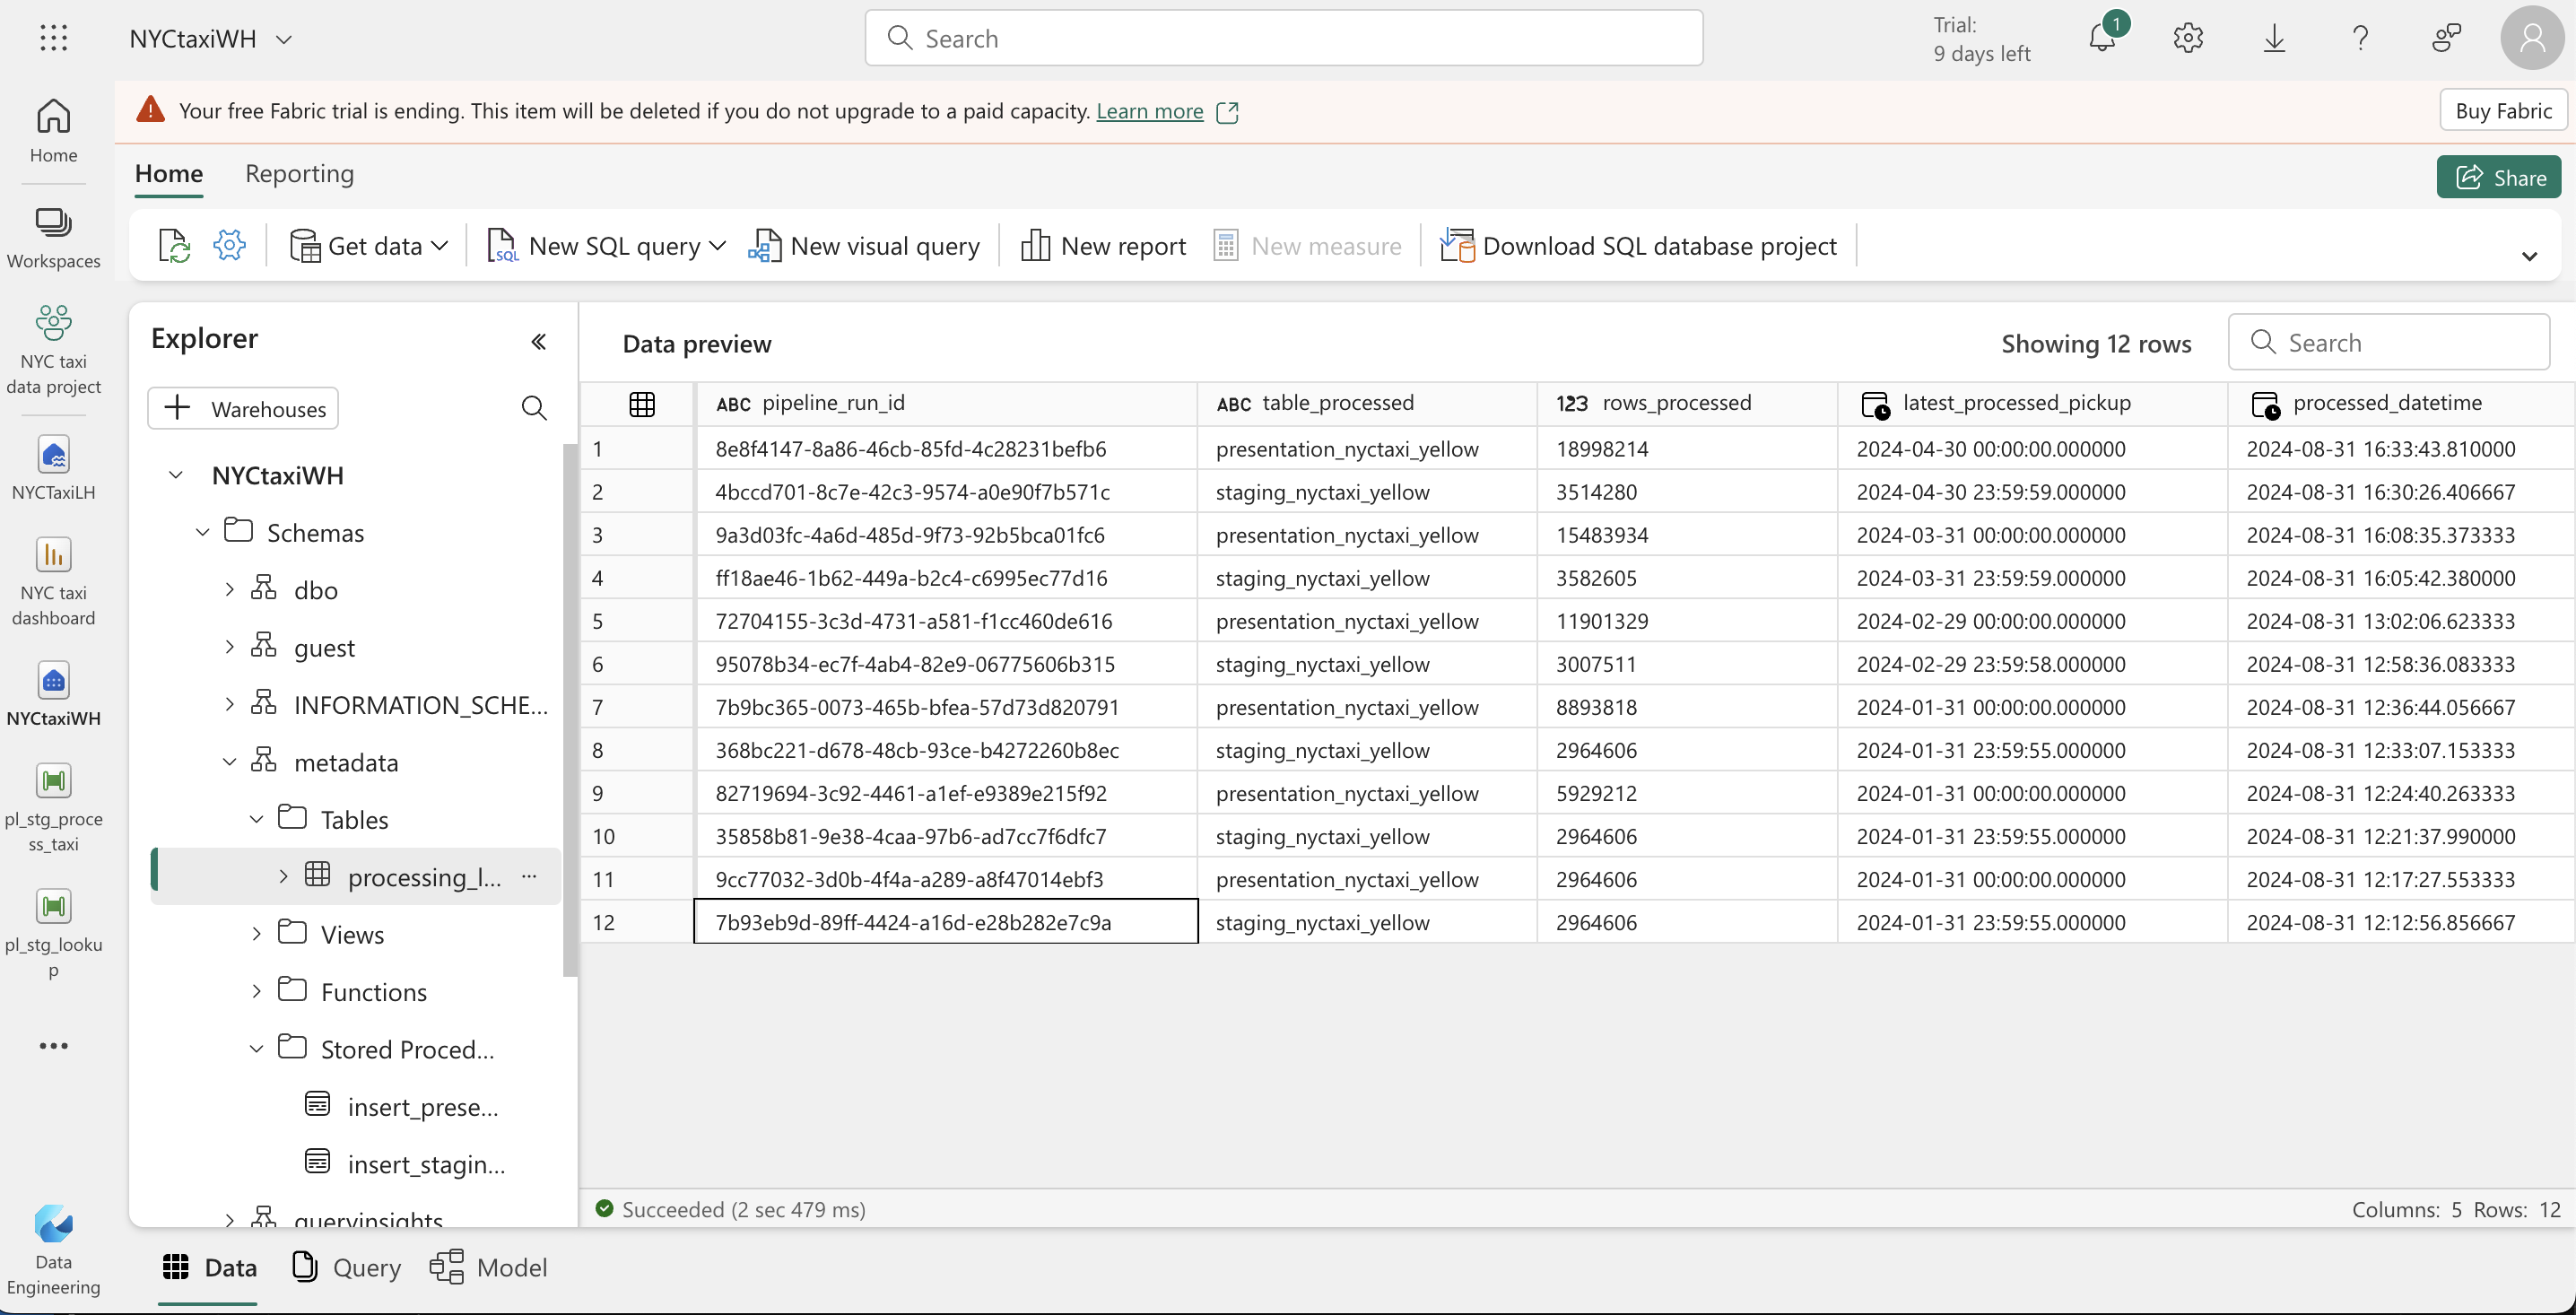 NYCtaxiWH
Search
Trial:
9 days left
1
Your free Fabric trial is ending. This item will be deleted if you do not upgrade to a paid capacity. Learn more
Buy Fabric
Home
Reporting
Share
Get data
New SQL query
New visual query
New report
New measure
Download SQL database project
Home
Workspaces
NYC taxi
data project
NYCTaxiLH
NYC taxi
dashboard
NYCtaxiWH
pl_stg_proce
ss_taxi
pl_stg_looku
p
Data
Engineering
Explorer
Warehouses
NYCtaxiWH
Schemas
dbo
guest
INFORMATION_SCHE...
metadata
Tables
processing_l...
Views
Functions
Stored Proced...
insert_prese...
insert_stagin...
queryinsights
Data preview
Showing 12 rows
Search
ABC pipeline_run_id ABC table_processed 123 rows_processed latest_processed_pickup processed_datetime
1 8e8f4147-8a86-46cb-85fd-4c28231befb6 presentation_nyctaxi_yellow 18998214 2024-04-30 00:00:00.000000 2024-08-31 16:33:43.810000
2 4bccd701-8c7e-42c3-9574-a0e90f7b571c staging_nyctaxi_yellow 3514280 2024-04-30 23:59:59.000000 2024-08-31 16:30:26.406667
3 9a3d03fc-4a6d-485d-9f73-92b5bca01fc6 presentation_nyctaxi_yellow 15483934 2024-03-31 00:00:00.000000 2024-08-31 16:08:35.373333
4 ff18ae46-1b62-449a-b2c4-c6995ec77d16 staging_nyctaxi_yellow 3582605 2024-03-31 23:59:59.000000 2024-08-31 16:05:42.380000
5 72704155-3c3d-4731-a581-f1cc460de616 presentation_nyctaxi_yellow 11901329 2024-02-29 00:00:00.000000 2024-08-31 13:02:06.623333
6 95078b34-ec7f-4ab4-82e9-06775606b315 staging_nyctaxi_yellow 3007511 2024-02-29 23:59:58.000000 2024-08-31 12:58:36.083333
7 7b9bc365-0073-465b-bfea-57d73d820791 presentation_nyctaxi_yellow 8893818 2024-01-31 00:00:00.000000 2024-08-31 12:36:44.056667
8 368bc221-d678-48cb-93ce-b4272260b8ec staging_nyctaxi_yellow 2964606 2024-01-31 23:59:55.000000 2024-08-31 12:33:07.153333
9 82719694-3c92-4461-a1ef-e9389e215f92 presentation_nyctaxi_yellow 5929212 2024-01-31 00:00:00.000000 2024-08-31 12:24:40.263333
10 35858b81-9e38-4caa-97b6-ad7cc7f6dfc7 staging_nyctaxi_yellow 2964606 2024-01-31 23:59:55.000000 2024-08-31 12:21:37.990000
11 9cc77032-3d0b-4f4a-a289-a8f47014ebf3 presentation_nyctaxi_yellow 2964606 2024-01-31 00:00:00.000000 2024-08-31 12:17:27.553333
12 7b93eb9d-89ff-4424-a16d-e28b282e7c9a staging_nyctaxi_yellow 2964606 2024-01-31 23:59:55.000000 2024-08-31 12:12:56.856667
Succeeded (2 sec 479 ms)
Columns: 5 Rows: 12
Data
Query
Model